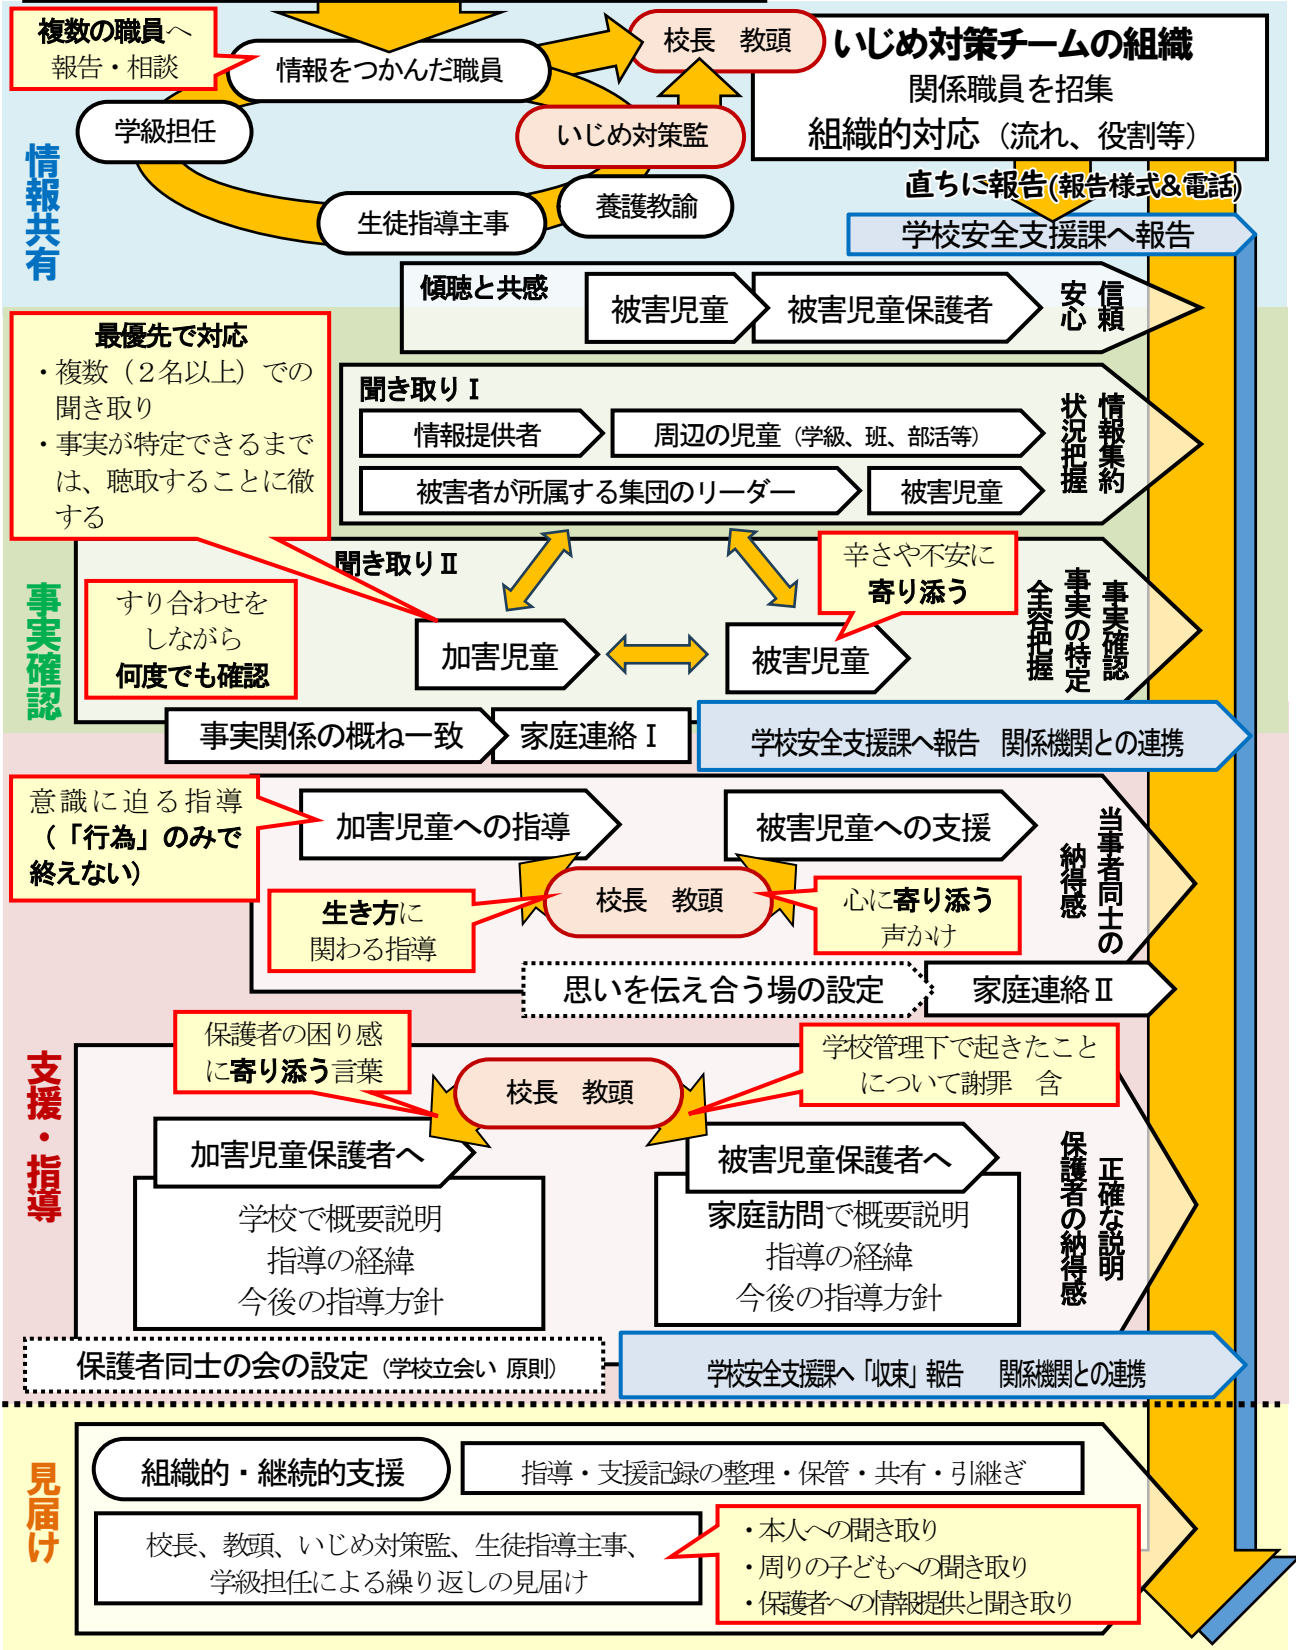 複数の職員へ
報告・相談
情報をつかんだ職員
校長　教頭
いじめ対策チームの組織
関係職員を招集
組織的対応（流れ、役割等）
学級担任
いじめ対策監
養護教諭
生徒指導主事
情報共有
直ちに報告(報告様式&電話)
学校安全支援課へ報告
傾聴と共感
被害児童
被害児童保護者
信頼
安心
最優先で対応
・複数（２名以上）での
聞き取り
・事実が特定できるまで
は、聴取することに徹
する
聞き取りⅠ
情報提供者
周辺の児童（学級、班、部活等）
被害者が所属する集団のリーダー
被害児童
情報集約
状況把握
聞き取りⅡ
辛さや不安に
寄り添う
すり合わせを
しながら
何度でも確認
加害児童
被害児童
事実確認
事実の特定
全容把握
事実確認
事実関係の概ね一致
家庭連絡Ⅰ
学校安全支援課へ報告　関係機関との連携
意識に迫る指導
（「行為」のみで
終えない）
加害児童への指導
被害児童への支援
校長　教頭
生き方に
関わる指導
心に寄り添う
声かけ
当事者同士の
納得感
思いを伝え合う場の設定
家庭連絡Ⅱ
支援・指導
保護者の困り感
に寄り添う言葉
校長　教頭
学校管理下で起きたこと
について謝罪　含
加害児童保護者へ
学校で概要説明
指導の経緯
今後の指導方針
被害児童保護者へ
家庭訪問で概要説明
指導の経緯
今後の指導方針
正確な説明
保護者の納得感
保護者同士の会の設定（学校立会い 原則）
学校安全支援課へ「収束」報告　関係機関との連携
見届け
組織的・継続的支援
指導・支援記録の整理・保管・共有・引継ぎ
校長、教頭、いじめ対策監、生徒指導主事、
学級担任による繰り返しの見届け
・本人への聞き取り
・周りの子どもへの聞き取り
・保護者への情報提供と聞き取り